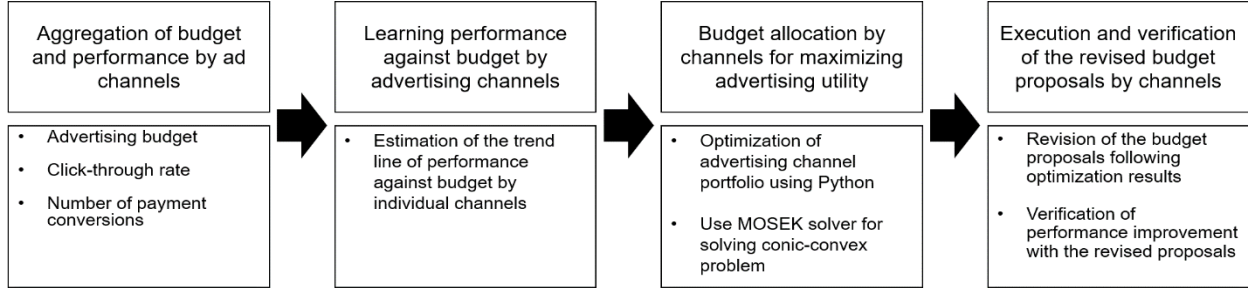 Aggregation of budget
and performance by ad
channels
• Advertising budget
• Click-through rate
• Number of payment
conversions
Learning performance
against budget by
advertising channels
• Estimation of the trend
line of performance
against budget by
individual channels
Budget allocation by
channels for maximizing
advertising utility
• Optimization of
advertising channel
portfolio using Python
• Use MOSEK solver for
solving conic-convex
problem
Execution and verification
of the revised budget
proposals by channels
• Revision of the budget
proposals following
optimization results
• Verification of
performance improvement
with the revised proposals